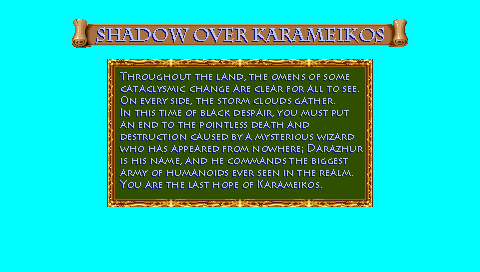 Shadow over Karameikos
Throughout the land, the omens of some
cataclysmic change are clear for all to see.
On every side, the storm clouds gather.
In this time of black despair, you must put
an end to the pointless death and
destruction caused by a mysterious wizard
who has appeared from nowhere; Darazhur
is his name, and he commands the biggest
army of humanoids ever seen in the realm.
You are the last hope of Karameikos.